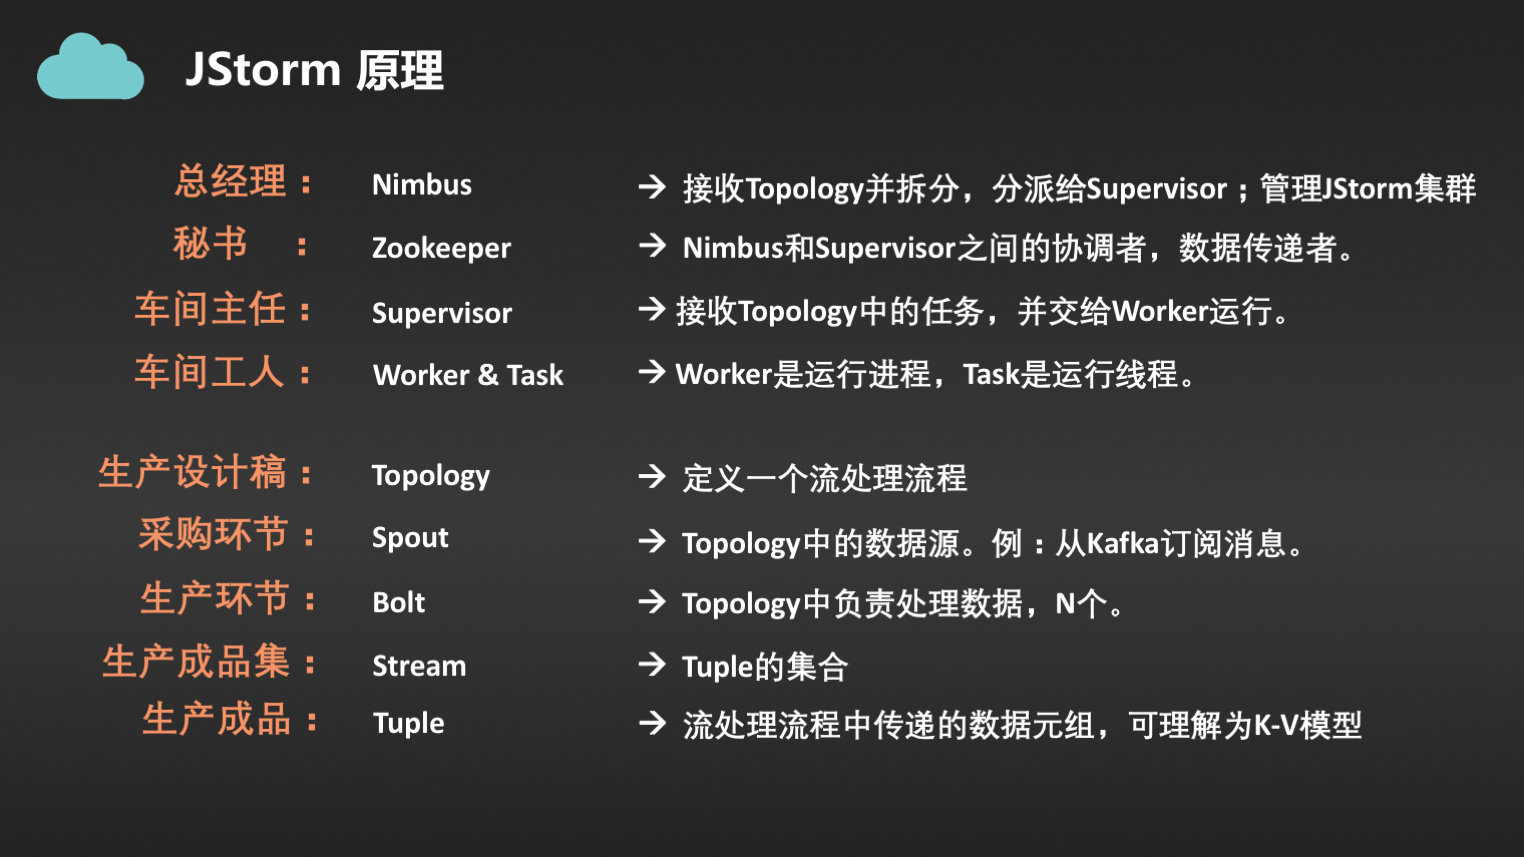 JStorm 原理
总经理： Nimbus → 接收Topology并拆分，分派给Supervisor；管理JStorm集群
秘书 ： Zookeeper → Nimbus和Supervisor之间的协调者，数据传递者。
车间主任： Supervisor → 接收Topology中的任务，并交给Worker运行。
车间工人： Worker & Task → Worker是运行进程，Task是运行线程。
生产设计稿： Topology → 定义一个流处理流程
采购环节： Spout → Topology中的数据源。例：从Kafka订阅消息。
生产环节： Bolt → Topology中负责处理数据，N个。
生产成品集： Stream → Tuple的集合
生产成品： Tuple → 流处理流程中传递的数据元组，可理解为K-V模型